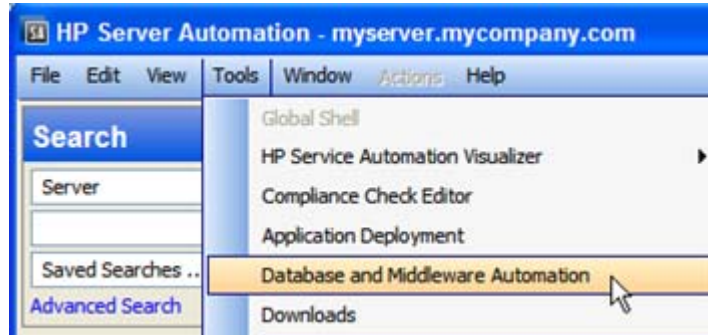 SA HP Server Automation - myserver.mycompany.com
File Edit View Tools Window Actions Help
Search
Server
Saved Searches ..
Advanced Search
Global Shell
HP Service Automation Visualizer
Compliance Check Editor
Application Deployment
Database and Middleware Automation
Downloads